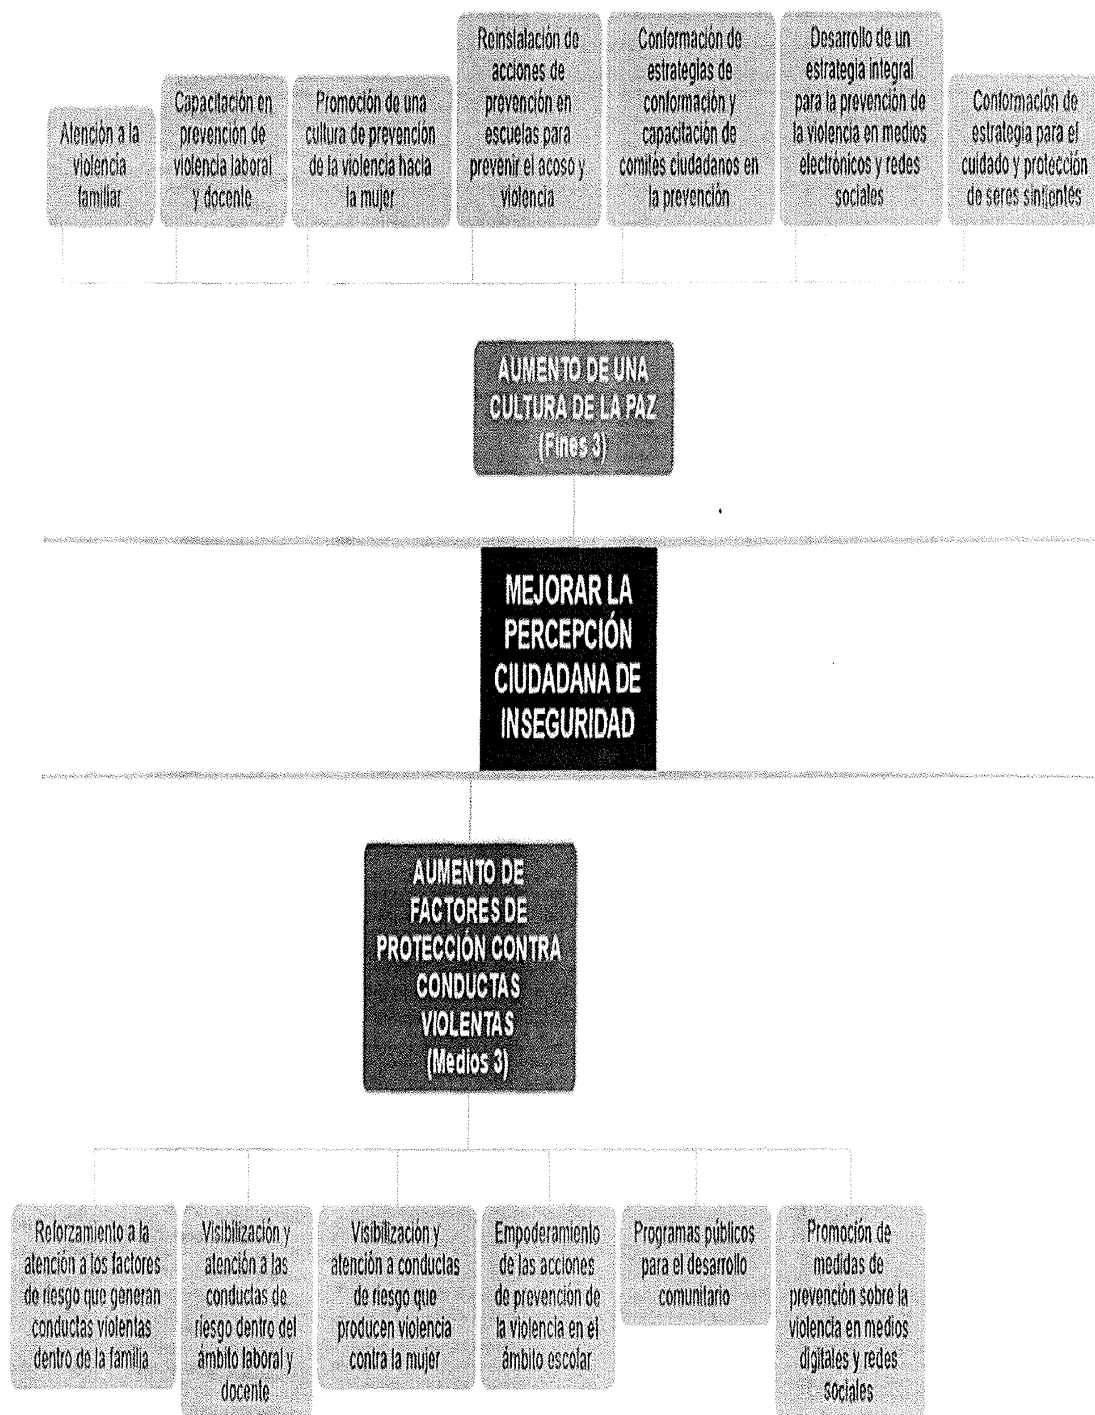 Atención a la
violencia
familiar
Capacitación en
prevención de
violencia laboral
y docente
Promoción de una
cultura de prevención
de la violencia hacia
la mujer
Reinstalación de
acciones de
prevención en
escuelas para
prevenir el acoso y
violencia
Conformación de
estrategias de
conformación y
capacitación de
comités ciudadanos en
la prevención
Desarrollo de un
estrategia integral
para la prevención de
la violencia en medios
electrónicos y redes
sociales
Conformación de
estrategia para el
cuidado y protección
de seres sintientes
AUMENTO DE UNA
CULTURA DE LA PAZ
(Fines 3)
MEJORAR LA
PERCEPCIÓN
CIUDADANA DE
INSEGURIDAD
AUMENTO DE
FACTORES DE
PROTECCIÓN CONTRA
CONDUCTAS
VIOLENTAS
(Medios 3)
Reforzamiento a la
atención a los factores
de riesgo que generan
conductas violentas
dentro de la familia
Visibilización y
atención a las
conductas de
riesgo dentro del
ámbito laboral y
docente
Visibilización y
atención a conductas
de riesgo que
producen violencia
contra la mujer
Empoderamiento
de las acciones
de prevención de
la violencia en el
ámbito escolar
Programas públicos
para el desarrollo
comunitario
Promoción de
medidas de
prevención sobre la
violencia en medios
digitales y redes
sociales